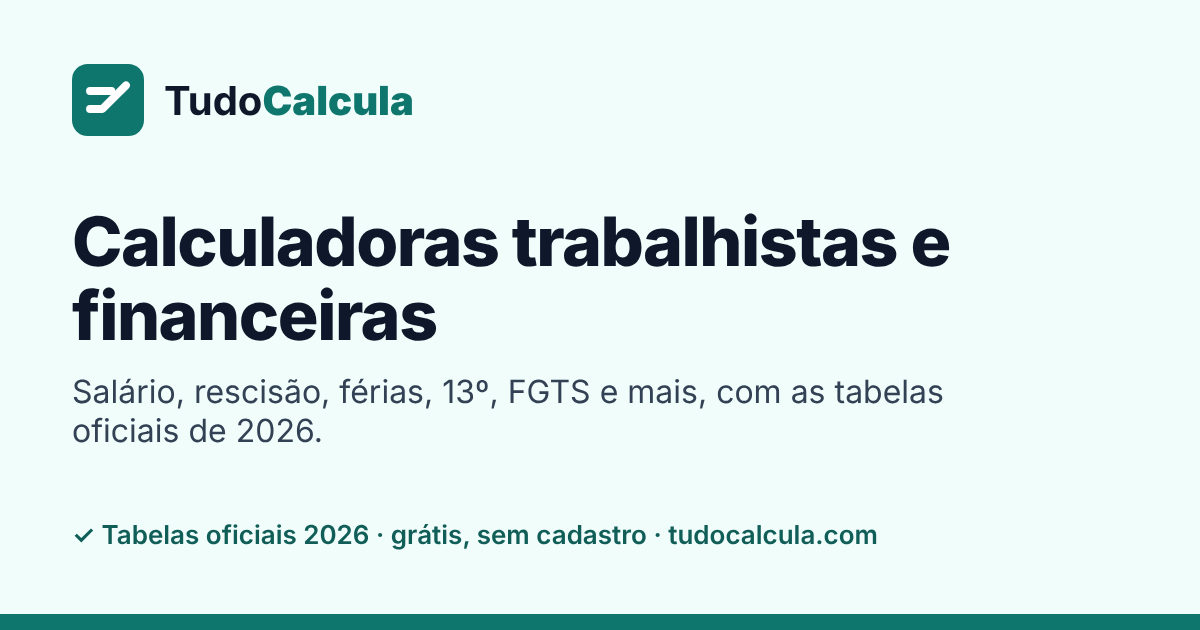 TudoCalcula
Calculadoras trabalhistas e
financeiras
Salário, rescisão, férias, 13º, FGTS e mais, com as tabelas
oficiais de 2026.
✓ Tabelas oficiais 2026 · grátis, sem cadastro · tudocalcula.com